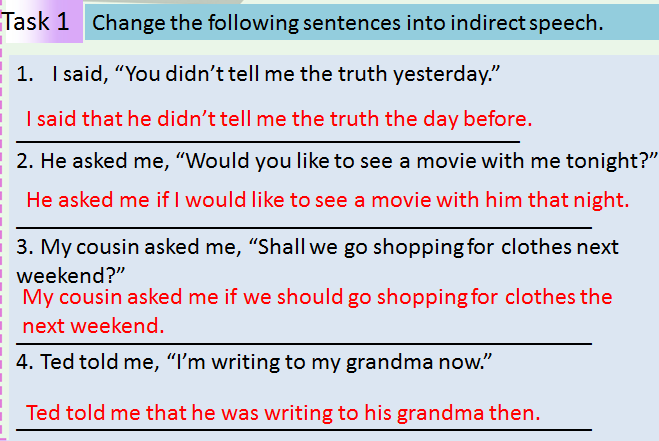 Task 1 Change the following sentences into indirect speech.
1. I said, “You didn’t tell me the truth yesterday.”
I said that he didn’t tell me the truth the day before.
2. He asked me, “Would you like to see a movie with me tonight?”
He asked me if I would like to see a movie with him that night.
3. My cousin asked me, “Shall we go shopping for clothes next
weekend?”
My cousin asked me if we should go shopping for clothes the
next weekend.
4. Ted told me, “I’m writing to my grandma now.”
Ted told me that he was writing to his grandma then.